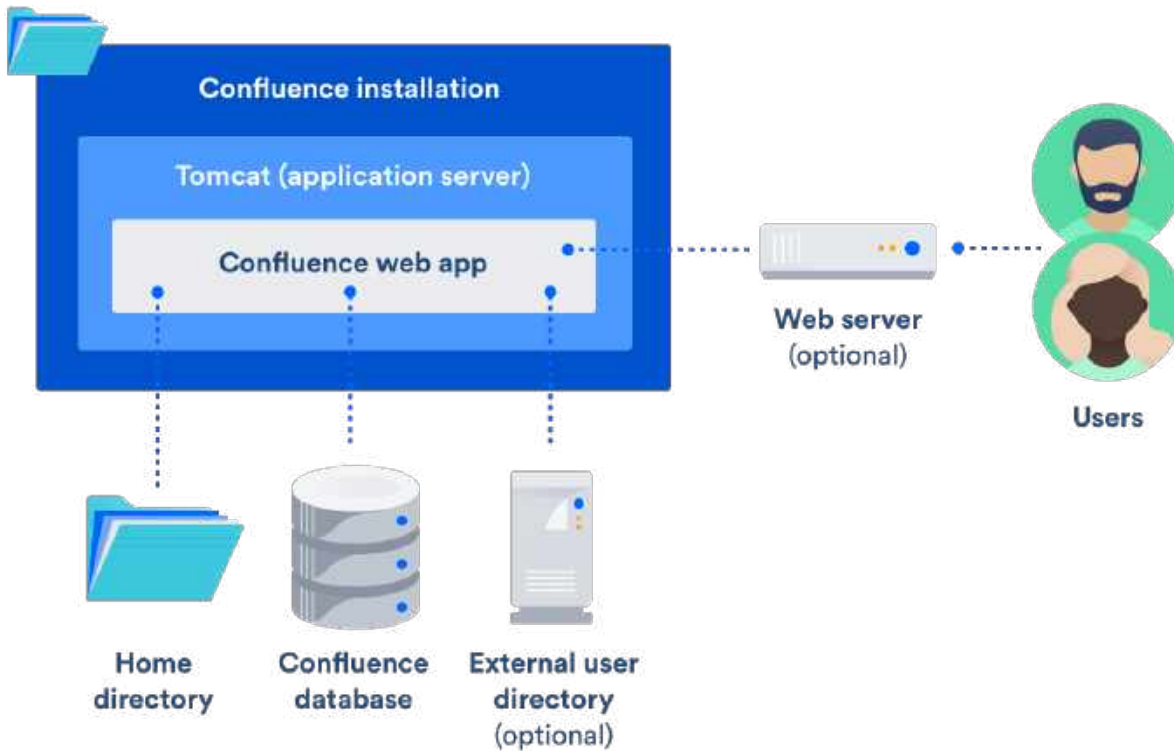 Confluence installation
Tomcat (application server)
Confluence web app
Web server
(optional)
Users
Home
directory
Confluence
database
External user
directory
(optional)